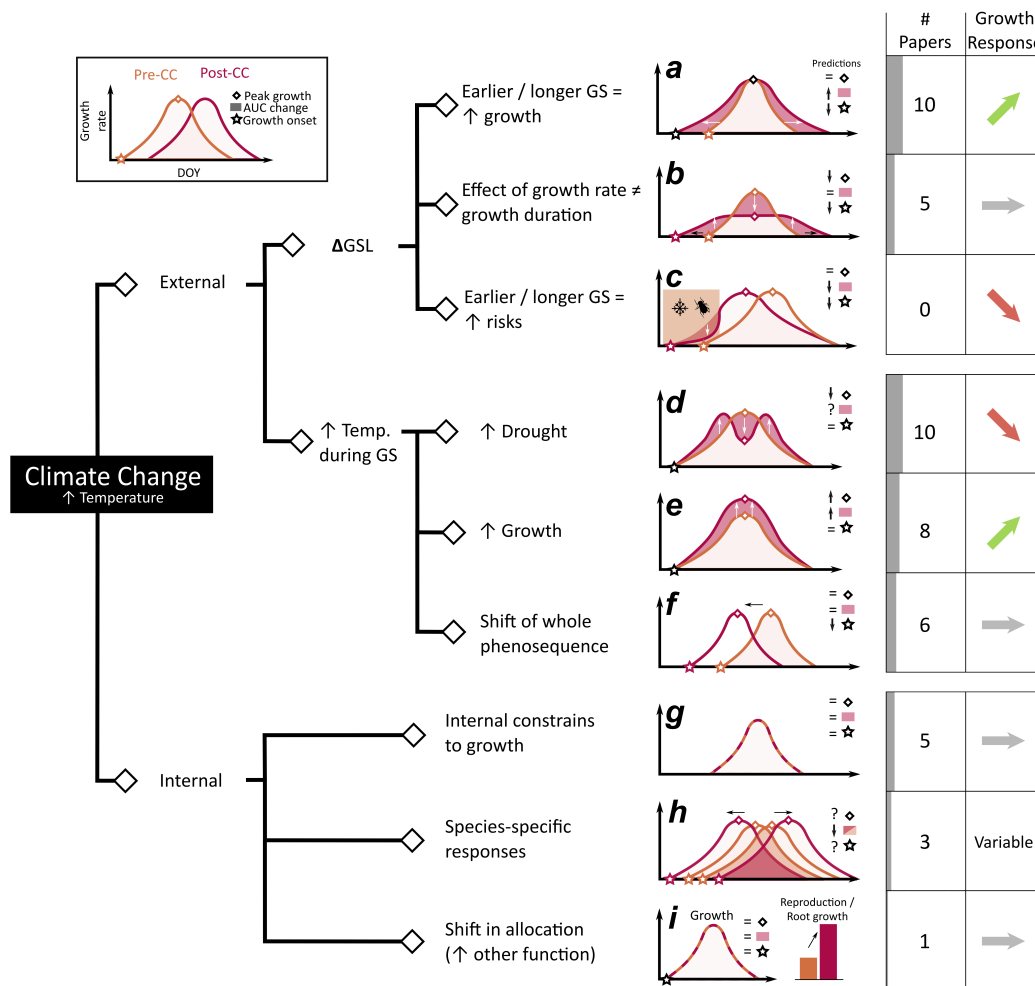 #
Papers
Growth
Response
Pre-CC
Post-CC
Growth
rate
Peak growth
AUC change
Growth onset
DOY
Climate Change
↑ Temperature
External
ΔGSL
Earlier / longer GS =
↑ growth
a
Predictions
=
↑
↓
10
Effect of growth rate ≠
growth duration
b
↓
=
↓
5
Earlier / longer GS =
↑ risks
c
=
↓
↓
0
↑ Temp.
during GS
↑ Drought
d
↓
?
=
10
↑ Growth
e
↑
↑
=
8
Shift of whole
phenosequence
f
=
=
↓
6
Internal
Internal constrains
to growth
g
=
=
=
5
Species-specific
responses
h
?
↓
?
3
Variable
Shift in allocation
(↑ other function)
i
Growth
=
=
=
Reproduction /
Root growth
1